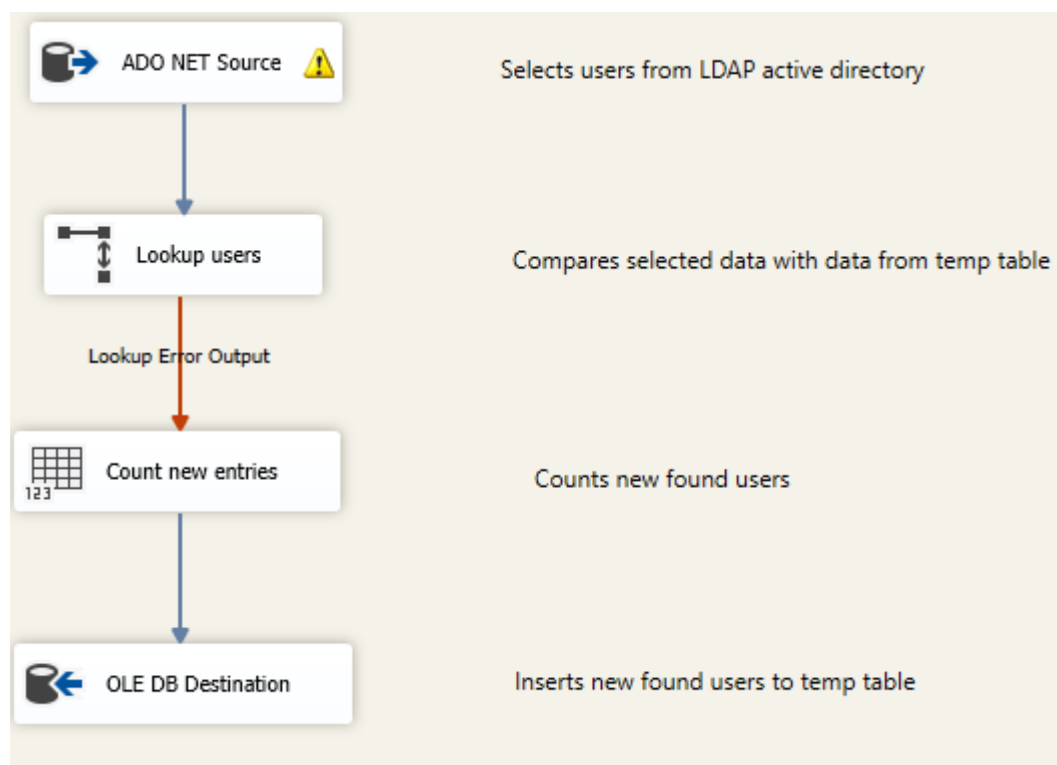 ADO NET Source
Selects users from LDAP active directory
Lookup users
Compares selected data with data from temp table
Lookup Error Output
123
Count new entries
Counts new found users
OLE DB Destination
Inserts new found users to temp table